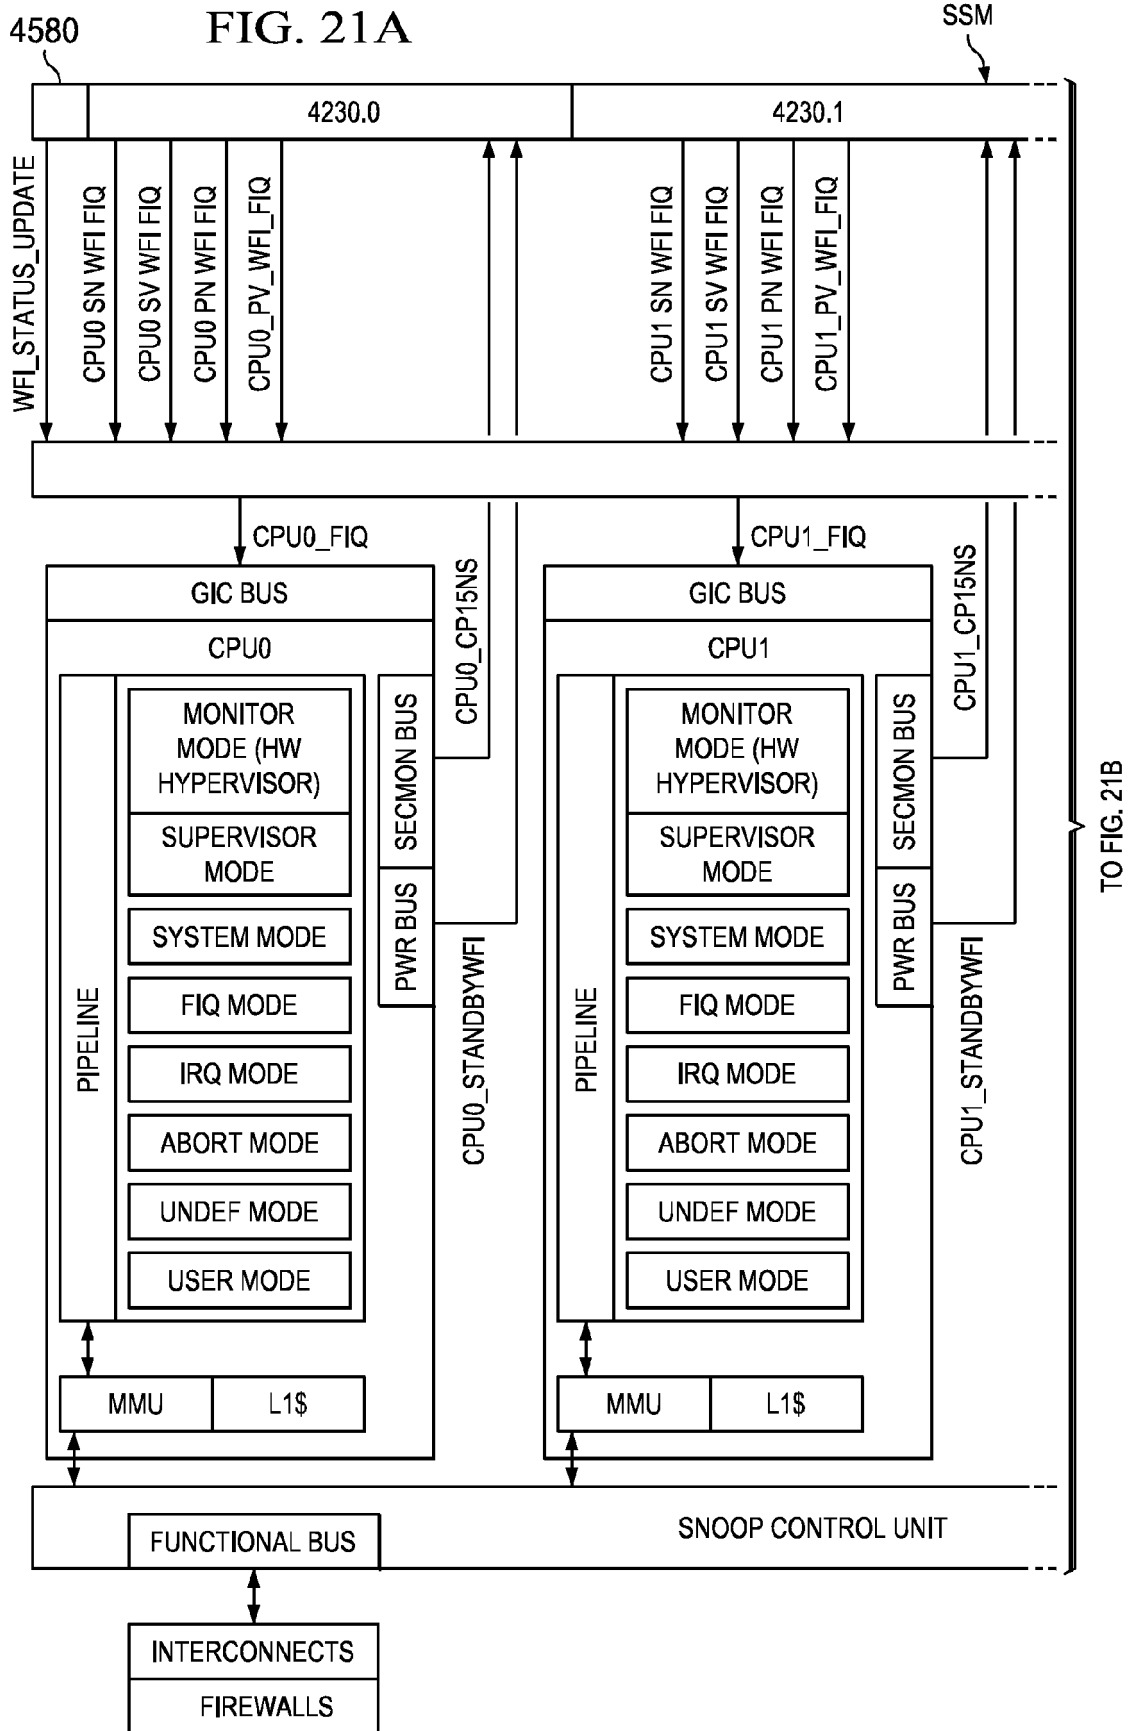 FIG. 21A
4580
SSM
4230.0
4230.1
WFI_STATUS_UPDATE
CPU0 SN WFI FIQ
CPU0 SV WFI FIQ
CPU0 PN WFI FIQ
CPU0_PV_WFI_FIQ
CPU1 SN WFI FIQ
CPU1 SV WFI FIQ
CPU1 PN WFI FIQ
CPU1_PV_WFI_FIQ
CPU0_FIQ
CPU1_FIQ
GIC BUS
CPU0
PIPELINE
MONITOR
MODE (HW
HYPERVISOR)
SUPERVISOR
MODE
SYSTEM MODE
FIQ MODE
IRQ MODE
ABORT MODE
UNDEF MODE
USER MODE
SECMON BUS
PWR BUS
CPU0_CP15NS
CPU0_STANDBYWFI
MMU
L1$
GIC BUS
CPU1
PIPELINE
MONITOR
MODE (HW
HYPERVISOR)
SUPERVISOR
MODE
SYSTEM MODE
FIQ MODE
IRQ MODE
ABORT MODE
UNDEF MODE
USER MODE
SECMON BUS
PWR BUS
CPU1_CP15NS
CPU1_STANDBYWFI
MMU
L1$
TO FIG. 21B
SNOOP CONTROL UNIT
FUNCTIONAL BUS
INTERCONNECTS
FIREWALLS